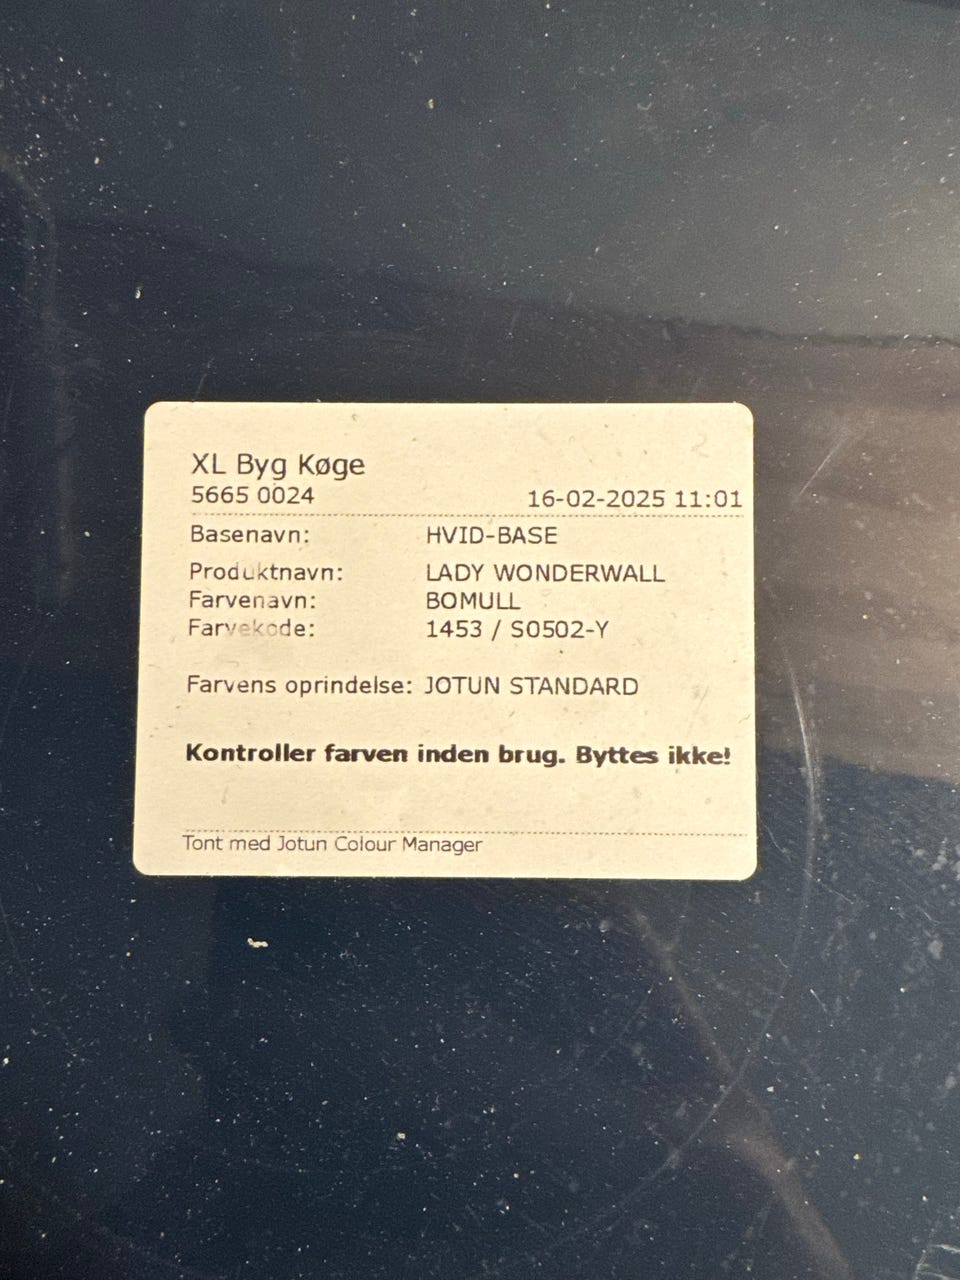 XL Byg Køge
5665 0024 16-02-2025 11:01
Basenavn: HVID-BASE
Produktnavn: LADY WONDERWALL
Farvenavn: BOMULL
Farvekode: 1453 / S0502-Y
Farvens oprindelse: JOTUN STANDARD
Kontroller farven inden brug. Byttes ikke!
Tont med Jotun Colour Manager